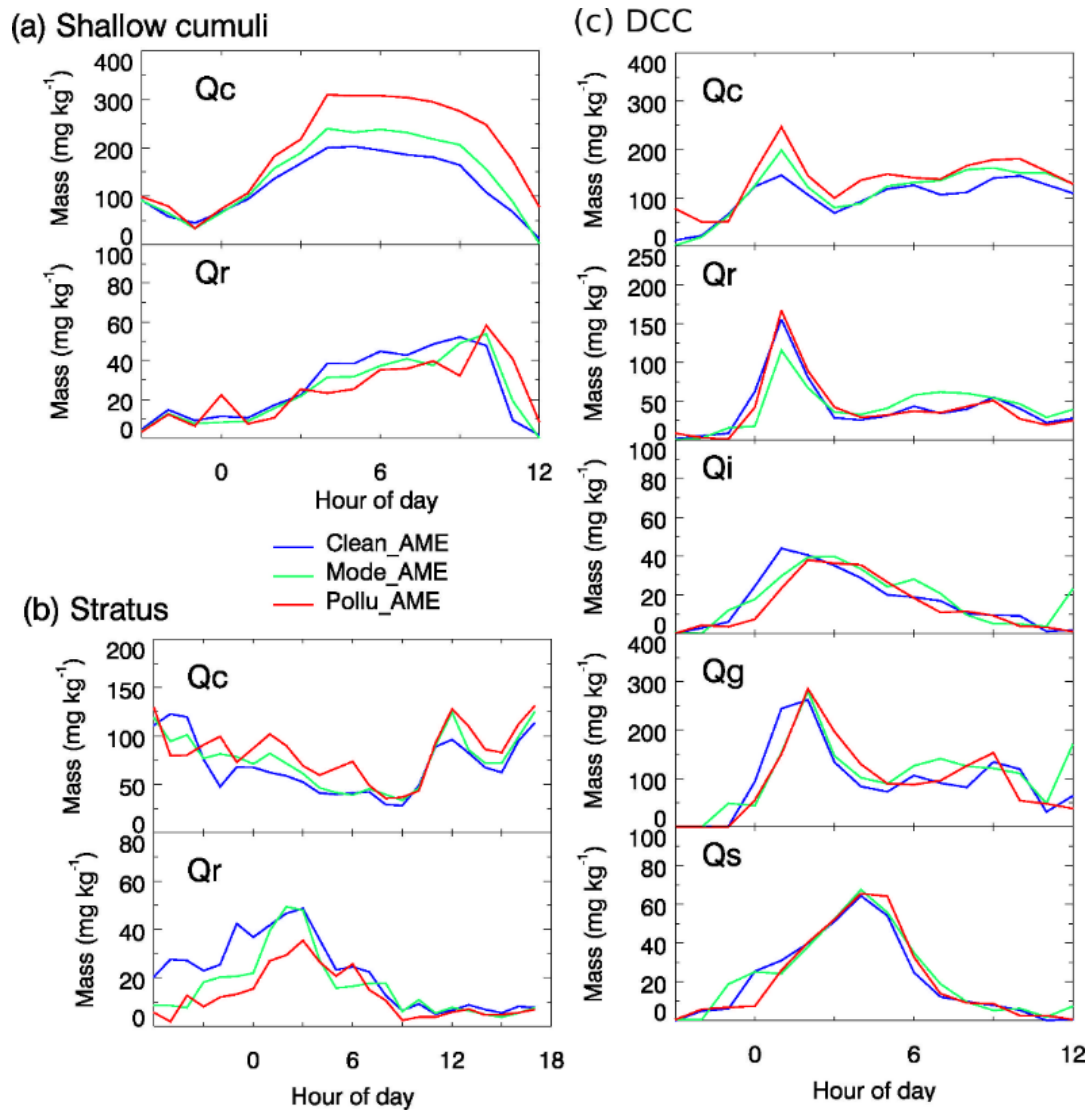 (a) Shallow cumuli
Qc
Mass (mg kg-1)
400
300
200
100
0
Qr
Mass (mg kg-1)
100
80
60
40
20
0
0 6 12
Hour of day
Clean_AME
Mode_AME
Pollu_AME
(b) Stratus
Qc
Mass (mg kg-1)
200
150
100
50
0
Qr
Mass (mg kg-1)
80
60
40
20
0
0 6 12 18
Hour of day
(c) DCC
Qc
Mass (mg kg-1)
400
300
200
100
0
Qr
Mass (mg kg-1)
250
200
150
100
50
0
Qi
Mass (mg kg-1)
100
80
60
40
20
0
Qg
Mass (mg kg-1)
400
300
200
100
0
Qs
Mass (mg kg-1)
100
80
60
40
20
0
0 6 12
Hour of day